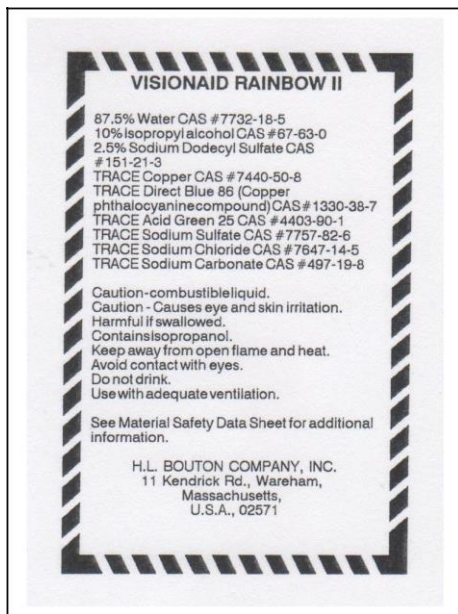 VISIONAID RAINBOW II
87.5% Water CAS #7732-18-5
10% isopropyl alcohol CAS #67-63-0
2.5% Sodium Dodecyl Sulfate CAS
#151-21-3
TRACE Copper CAS #7440-50-8
TRACE Direct Blue 86 (Copper
phthalocyanine compound) CAS #1330-38-7
TRACE Acid Green 25 CAS #4403-90-1
TRACE Sodium Sulfate CAS #7757-82-6
TRACE Sodium Chloride CAS #7647-14-5
TRACE Sodium Carbonate CAS #497-19-8
Caution-combustible liquid.
Caution - Causes eye and skin irritation.
Harmful if swallowed.
Contains Isopropanol.
Keep away from open flame and heat.
Avoid contact with eyes.
Do not drink.
Use with adequate ventilation.
See Material Safety Data Sheet for additional
information.
H.L. BOUTON COMPANY, INC.
11 Kendrick Rd., Wareham,
Massachusetts,
U.S.A., 02571